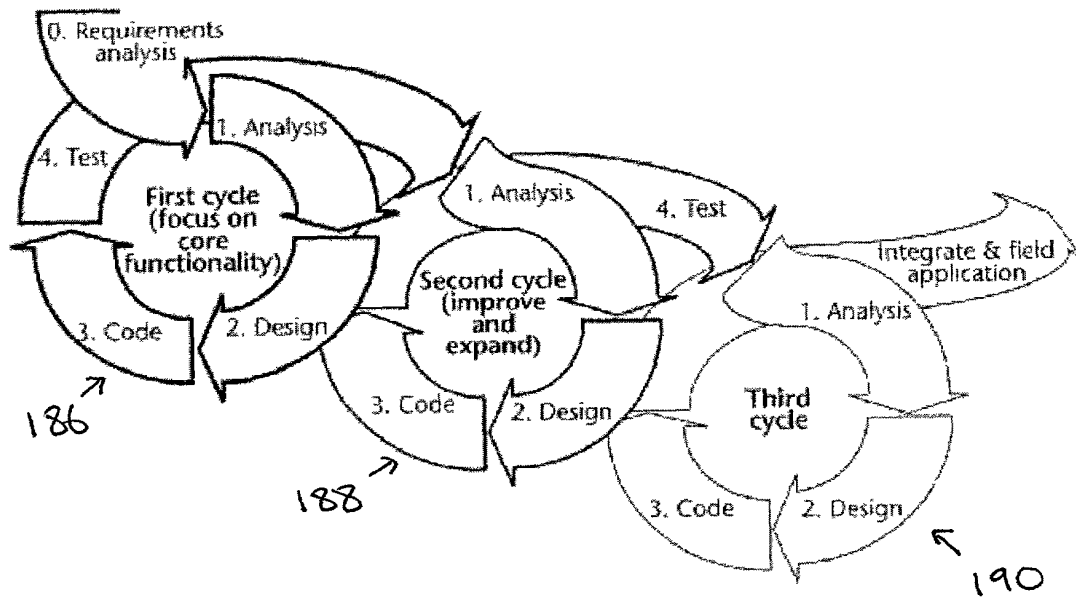 0. Requirements
analysis
1. Analysis
4. Test
First cycle
(focus on
core
functionality)
3. Code
2. Design
186
1. Analysis
4. Test
Second cycle
(improve
and
expand)
3. Code
2. Design
188
Integrate & field
application
1. Analysis
Third
cycle
3. Code
2. Design
190